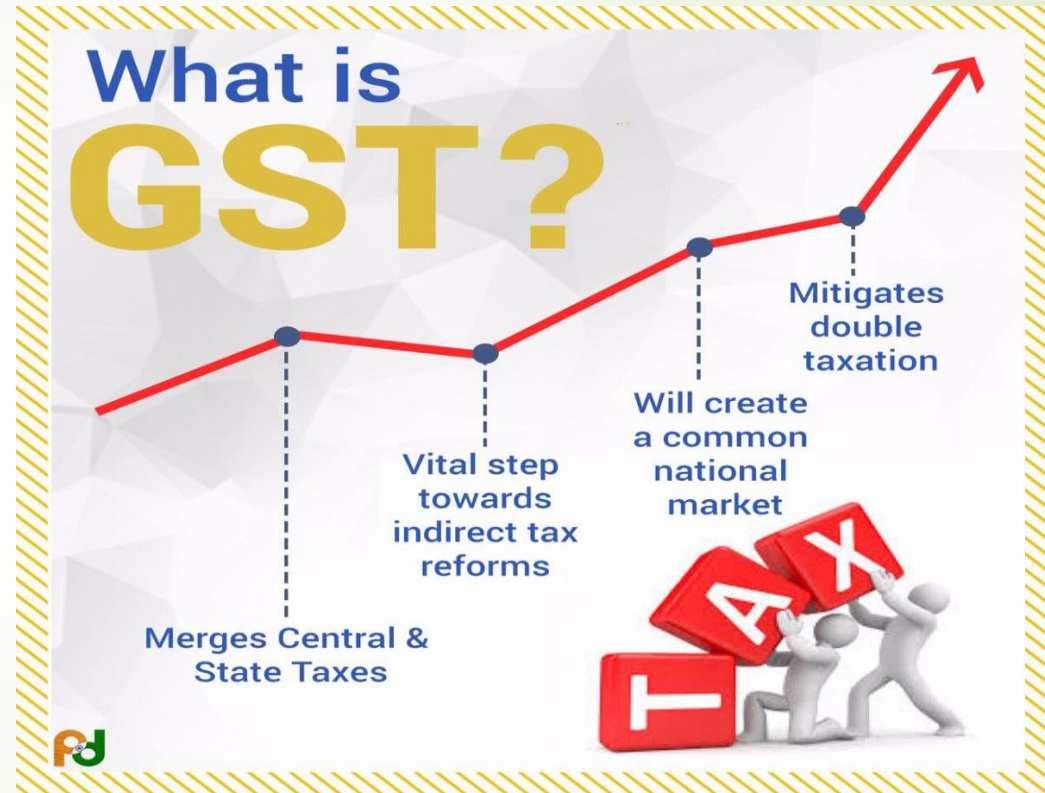 What is
GST?
Mitigates
double
taxation
Will create
a common
national
market
Vital step
towards
indirect tax
reforms
Merges Central &
State Taxes
TAX
Pd